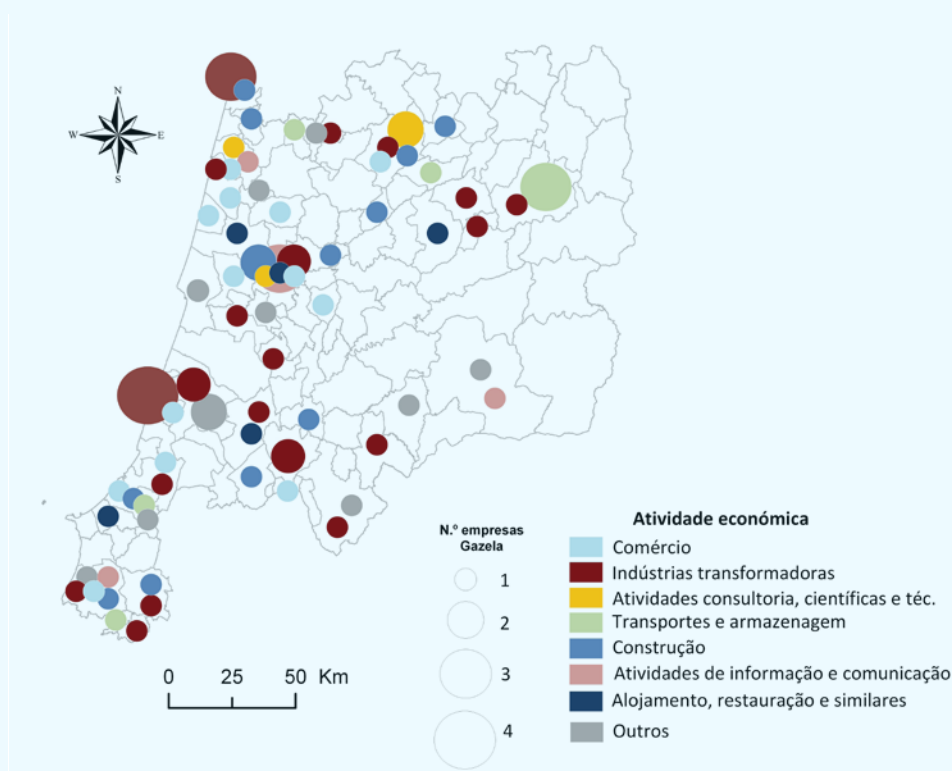 N
W E
S
N.º empresas
Gazela
1
2
3
4
Atividade económica
Comércio
Indústrias transformadoras
Atividades consultoria, científicas e téc.
Transportes e armazenagem
Construção
Atividades de informação e comunicação
Alojamento, restauração e similares
Outros
0 25 50 Km